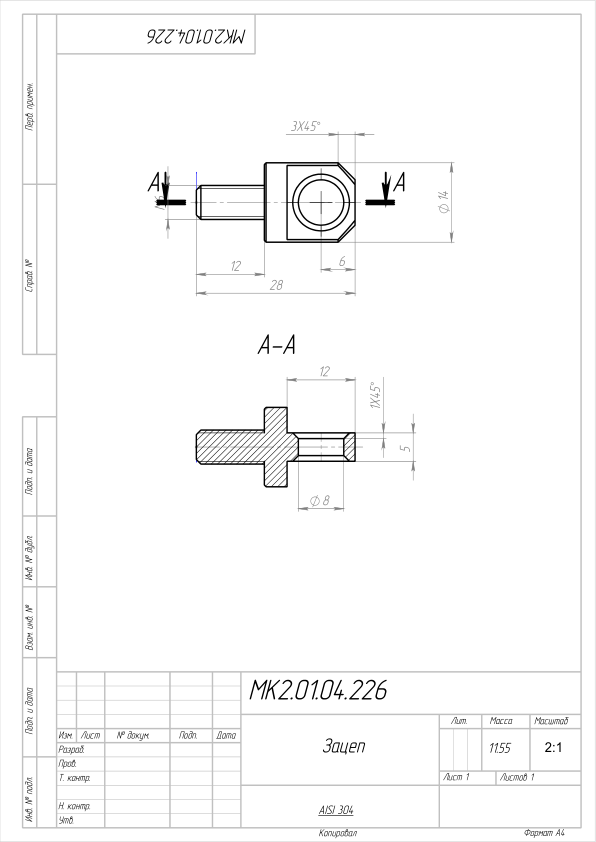 МК2.01.04.226
Перв. примен.
Справ. №
3X45°
А
А
⌀14
12
6
28
А-А
12
1X45°
5
⌀8
Подп. и дата
Инв. № дубл.
Взам. инв. №
Подп. и дата
Инв. № подл.
МК2.01.04.226
Изм. Лист № докум. Подп. Дата
Разраб.
Пров.
Т. контр.
Н. контр.
Утв.
Зацеп
Лит. Масса Масштаб
11,55 2:1
Лист 1 Листов 1
AISI 304
Копировал Формат А4